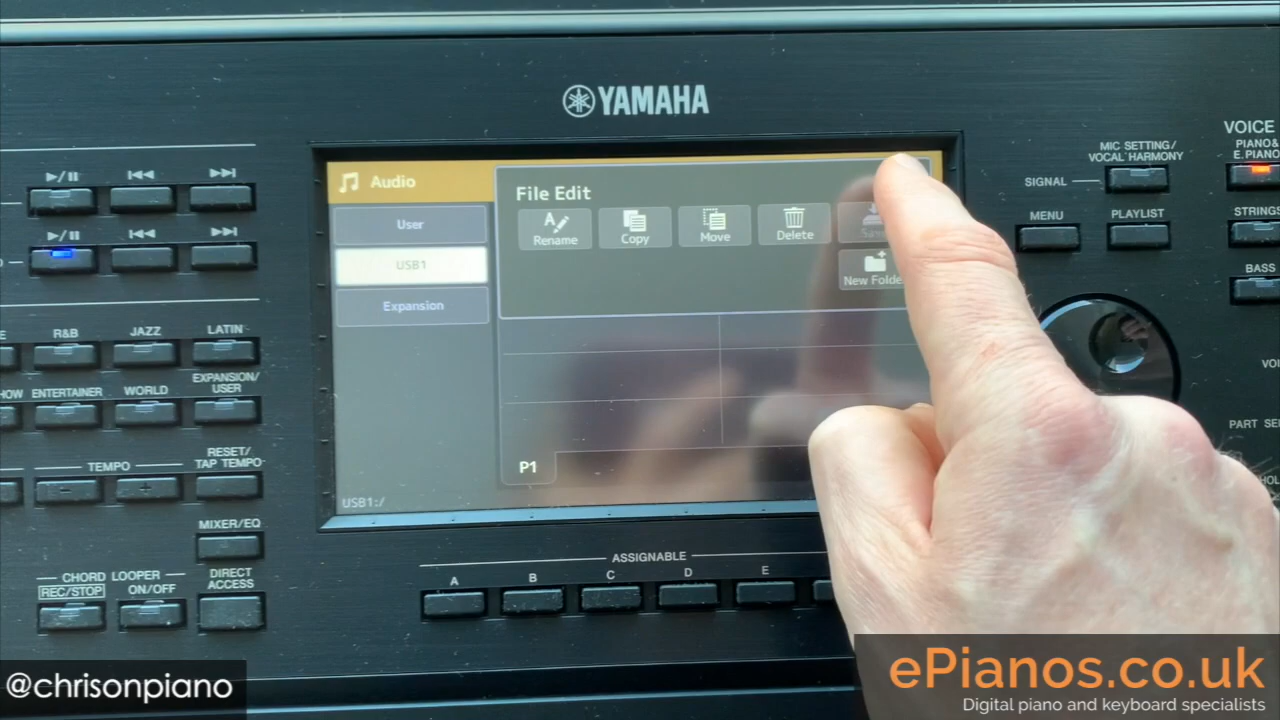 YAMAHA
Audio
User
USB1
Expansion
USB1:/
File Edit
Rename
Copy
Move
Delete
P1
MIC SETTING/
VOCAL HARMONY
SIGNAL
MENU
PLAYLIST
VOICE
PIANO&
E.PIANO
STRINGS
BASS
PART
R&B
JAZZ
LATIN
ENTERTAINER
WORLD
EXPANSION/
USER
TEMPO
- +
RESET/
TAP TEMPO
MIXER/EQ
CHORD LOOPER
REC/STOP
ON/OFF
DIRECT
ACCESS
ASSIGNABLE
A B C D E
@chrisonpiano
ePianos.co.uk
Digital piano and keyboard specialists